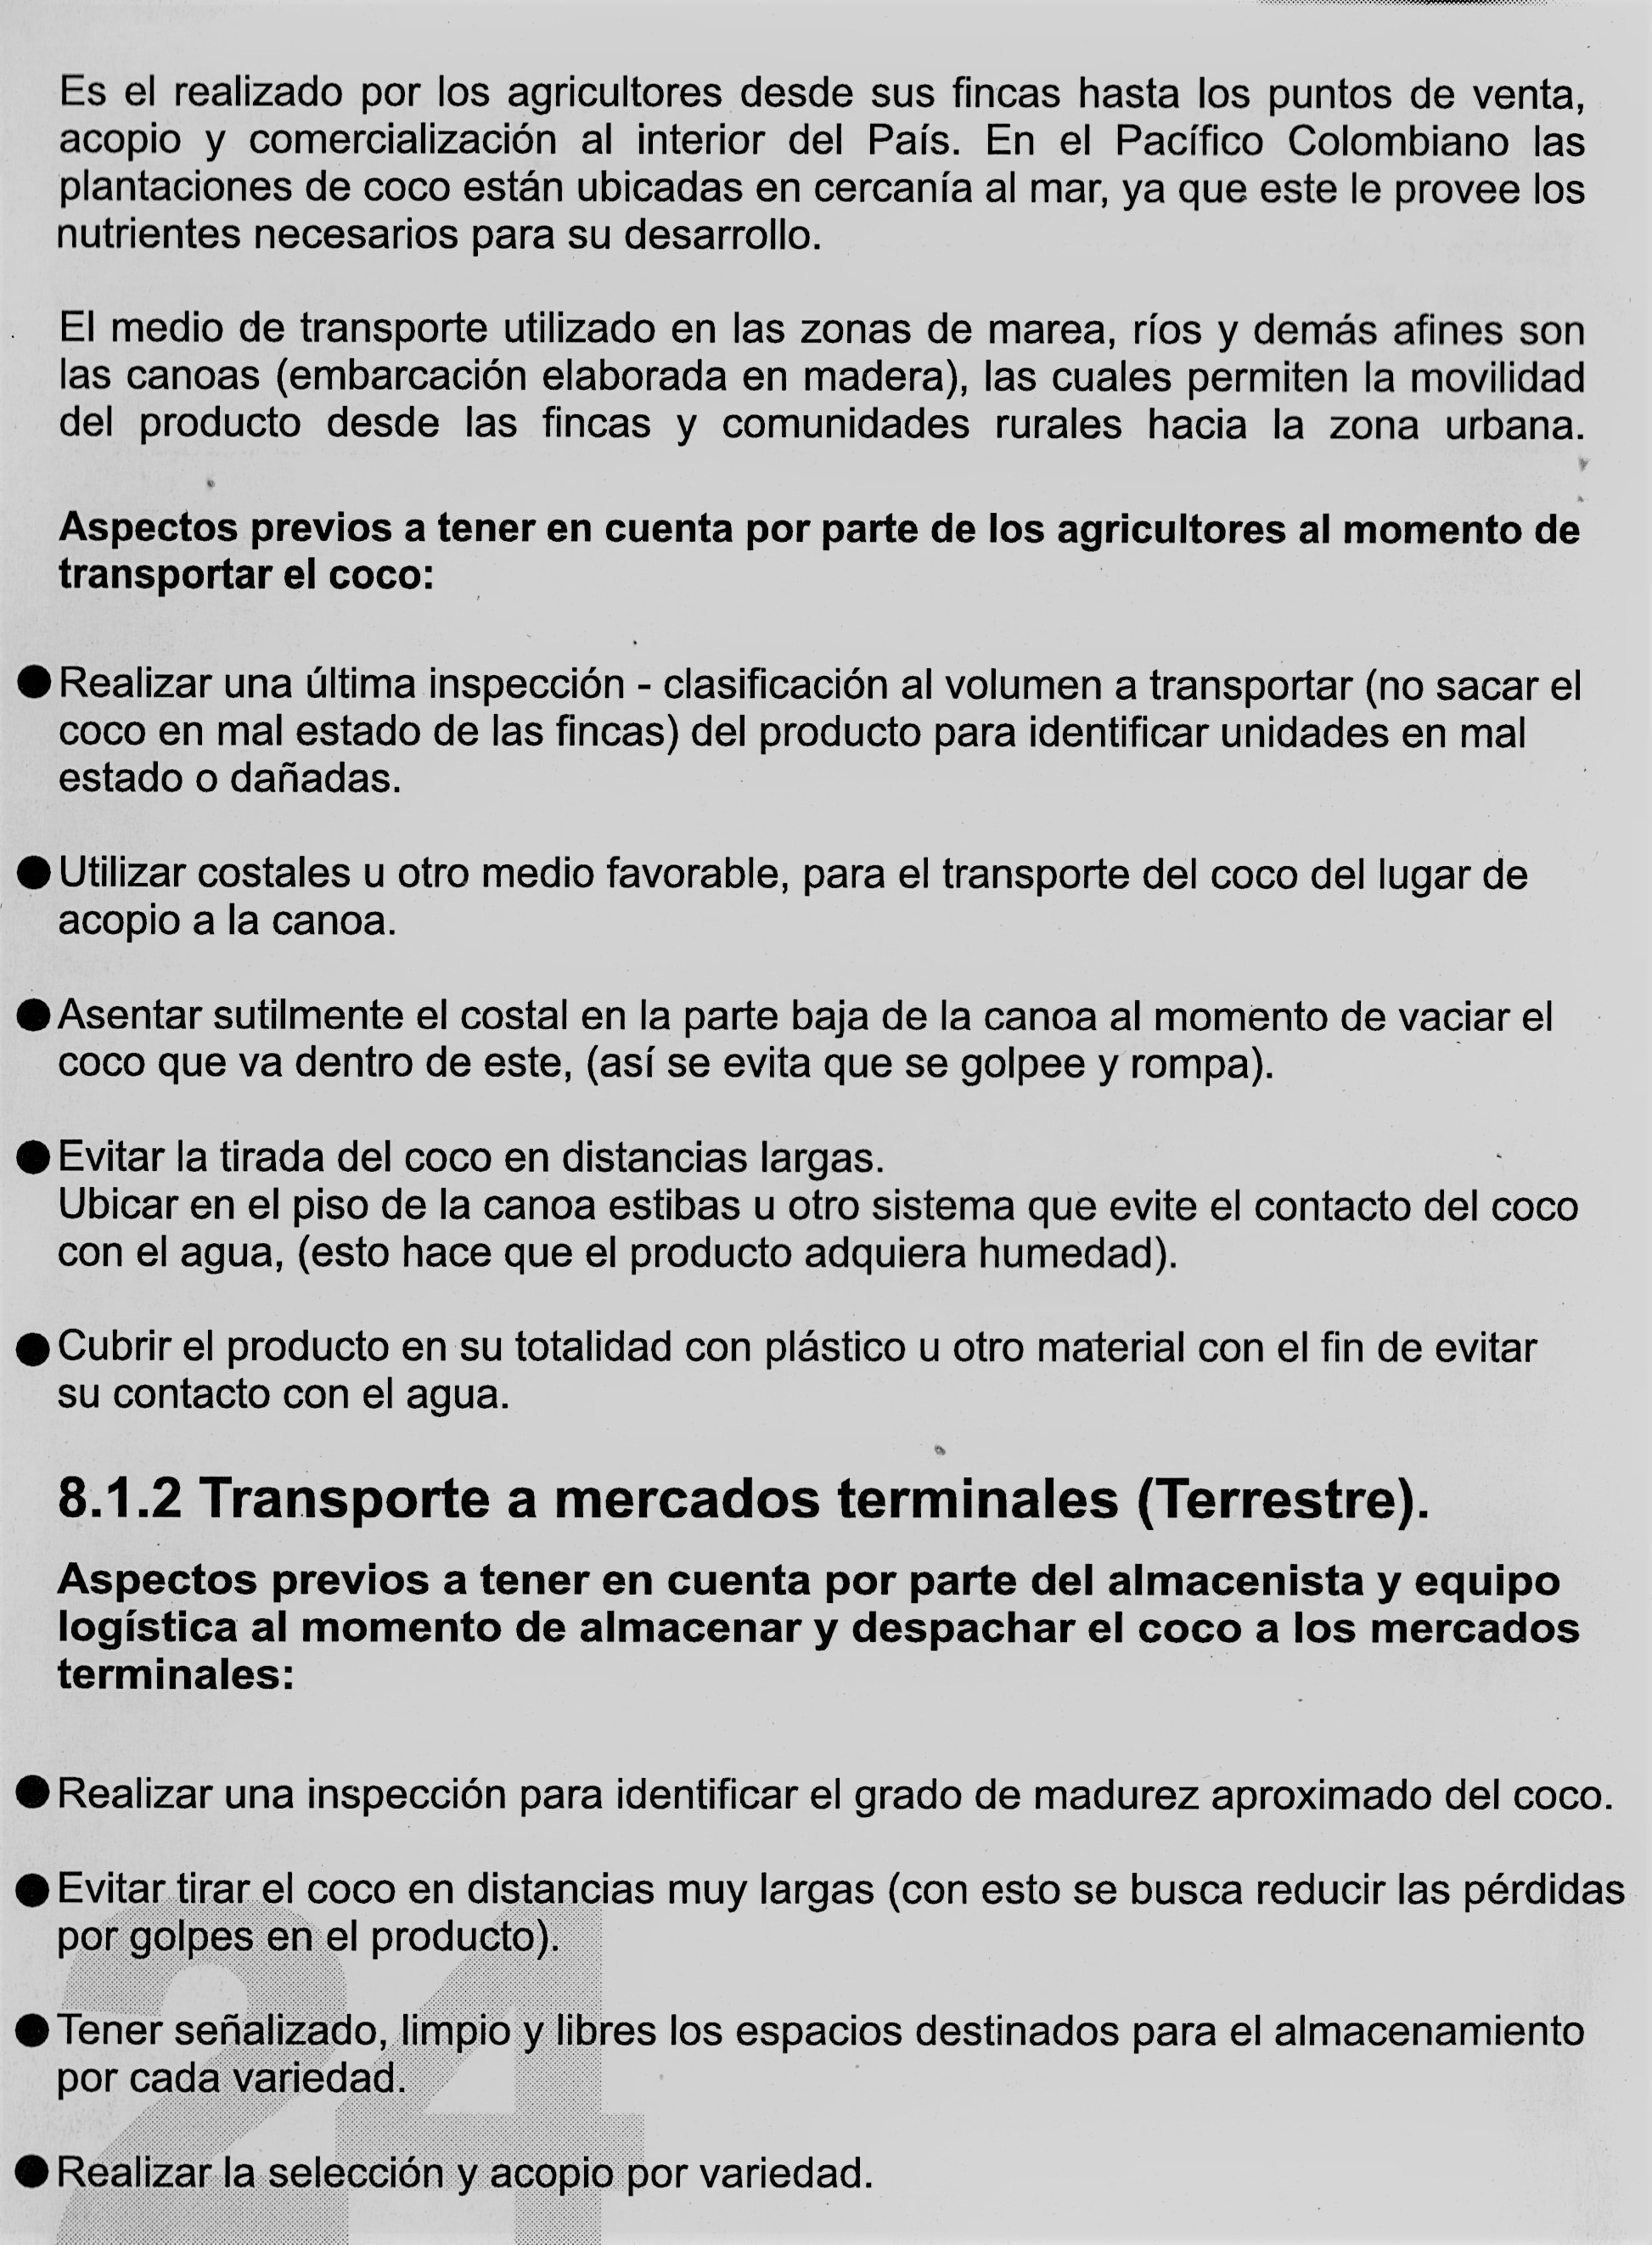 Es el realizado por los agricultores desde sus fincas hasta los puntos de venta,
acopio y comercialización al interior del País. En el Pacífico Colombiano las
plantaciones de coco están ubicadas en cercanía al mar, ya que este le provee los
nutrientes necesarios para su desarrollo.
El medio de transporte utilizado en las zonas de marea, ríos y demás afines son
las canoas (embarcación elaborada en madera), las cuales permiten la movilidad
del producto desde las fincas y comunidades rurales hacia la zona urbana.
Aspectos previos a tener en cuenta por parte de los agricultores al momento de
transportar el coco:
● Realizar una última inspección - clasificación al volumen a transportar (no sacar el
coco en mal estado de las fincas) del producto para identificar unidades en mal
estado o dañadas.
● Utilizar costales u otro medio favorable, para el transporte del coco del lugar de
acopio a la canoa.
● Asentar sutilmente el costal en la parte baja de la canoa al momento de vaciar el
coco que va dentro de este, (así se evita que se golpee y rompa).
● Evitar la tirada del coco en distancias largas.
Ubicar en el piso de la canoa estibas u otro sistema que evite el contacto del coco
con el agua, (esto hace que el producto adquiera humedad).
● Cubrir el producto en su totalidad con plástico u otro material con el fin de evitar
su contacto con el agua.
8.1.2 Transporte a mercados terminales (Terrestre).
Aspectos previos a tener en cuenta por parte del almacenista y equipo
logística al momento de almacenar y despachar el coco a los mercados
terminales:
● Realizar una inspección para identificar el grado de madurez aproximado del coco.
● Evitar tirar el coco en distancias muy largas (con esto se busca reducir las pérdidas
por golpes en el producto).
● Tener señalizado, limpio y libres los espacios destinados para el almacenamiento
por cada variedad.
● Realizar la selección y acopio por variedad.
24